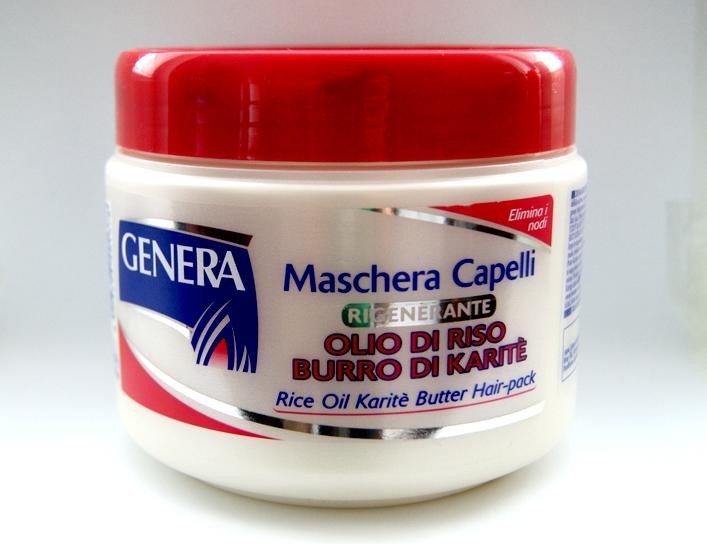 Elimina i
nodi
GENERA
Maschera Capelli
RIGENERANTE
OLIO DI RISO
BURRO DI KARITÈ
Rice Oil Karitè Butter Hair-pack